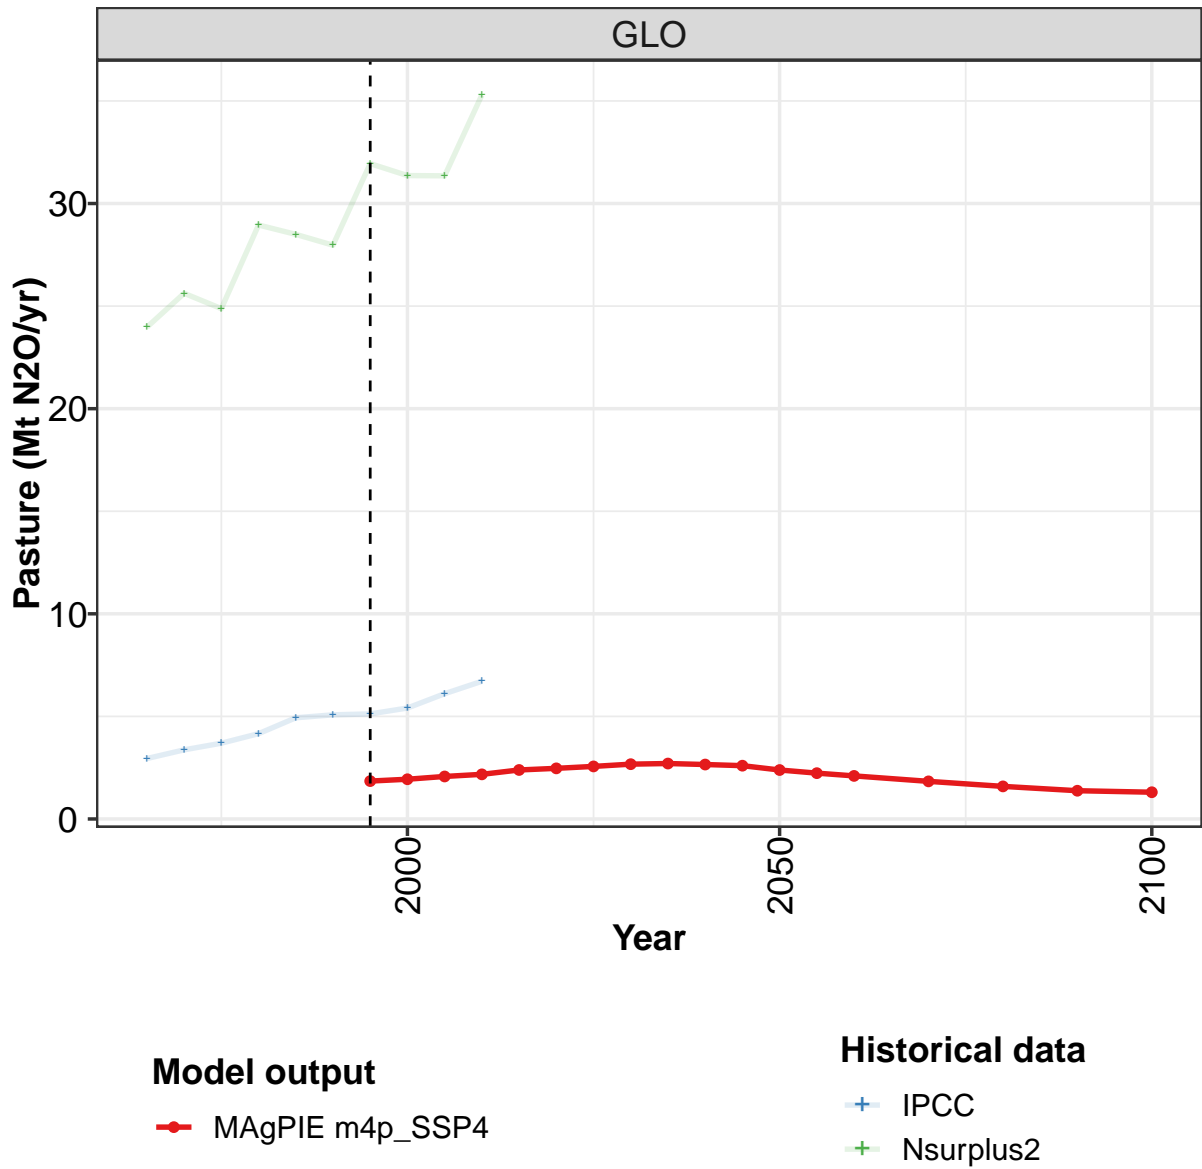 GLO
Pasture (Mt N2O/yr)
30
20
10
0
2000
2050
2100
Year
Model output
MAgPIE m4p_SSP4
Historical data
IPCC
Nsurplus2